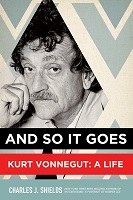 AND SO IT GOES
KURT VONNEGUT: A LIFE
CHARLES J. SHIELDS